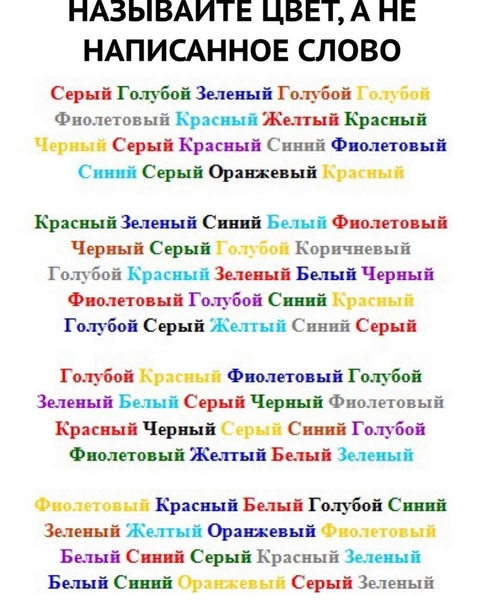 НАЗЫВАЙТЕ ЦВЕТ, А НЕ
НАПИСАННОЕ СЛОВО
Серый Голубой Зеленый Голубой Голубой
Фиолетовый Красный Желтый Красный
Черный Серый Красный Синий Фиолетовый
Синий Серый Оранжевый Красный
Красный Зеленый Синий Белый Фиолетовый
Черный Серый Голубой Коричневый
Голубой Красный Зеленый Белый Черный
Фиолетовый Голубой Синий Красный
Голубой Серый Желтый Синий Серый
Голубой Красный Фиолетовый Голубой
Зеленый Белый Серый Черный Фиолетовый
Красный Черный Серый Синий Голубой
Фиолетовый Желтый Белый Зеленый
Фиолетовый Красный Белый Голубой Синий
Зеленый Желтый Оранжевый Фиолетовый
Белый Синий Серый Красный Зеленый
Белый Синий Оранжевый Серый Зеленый